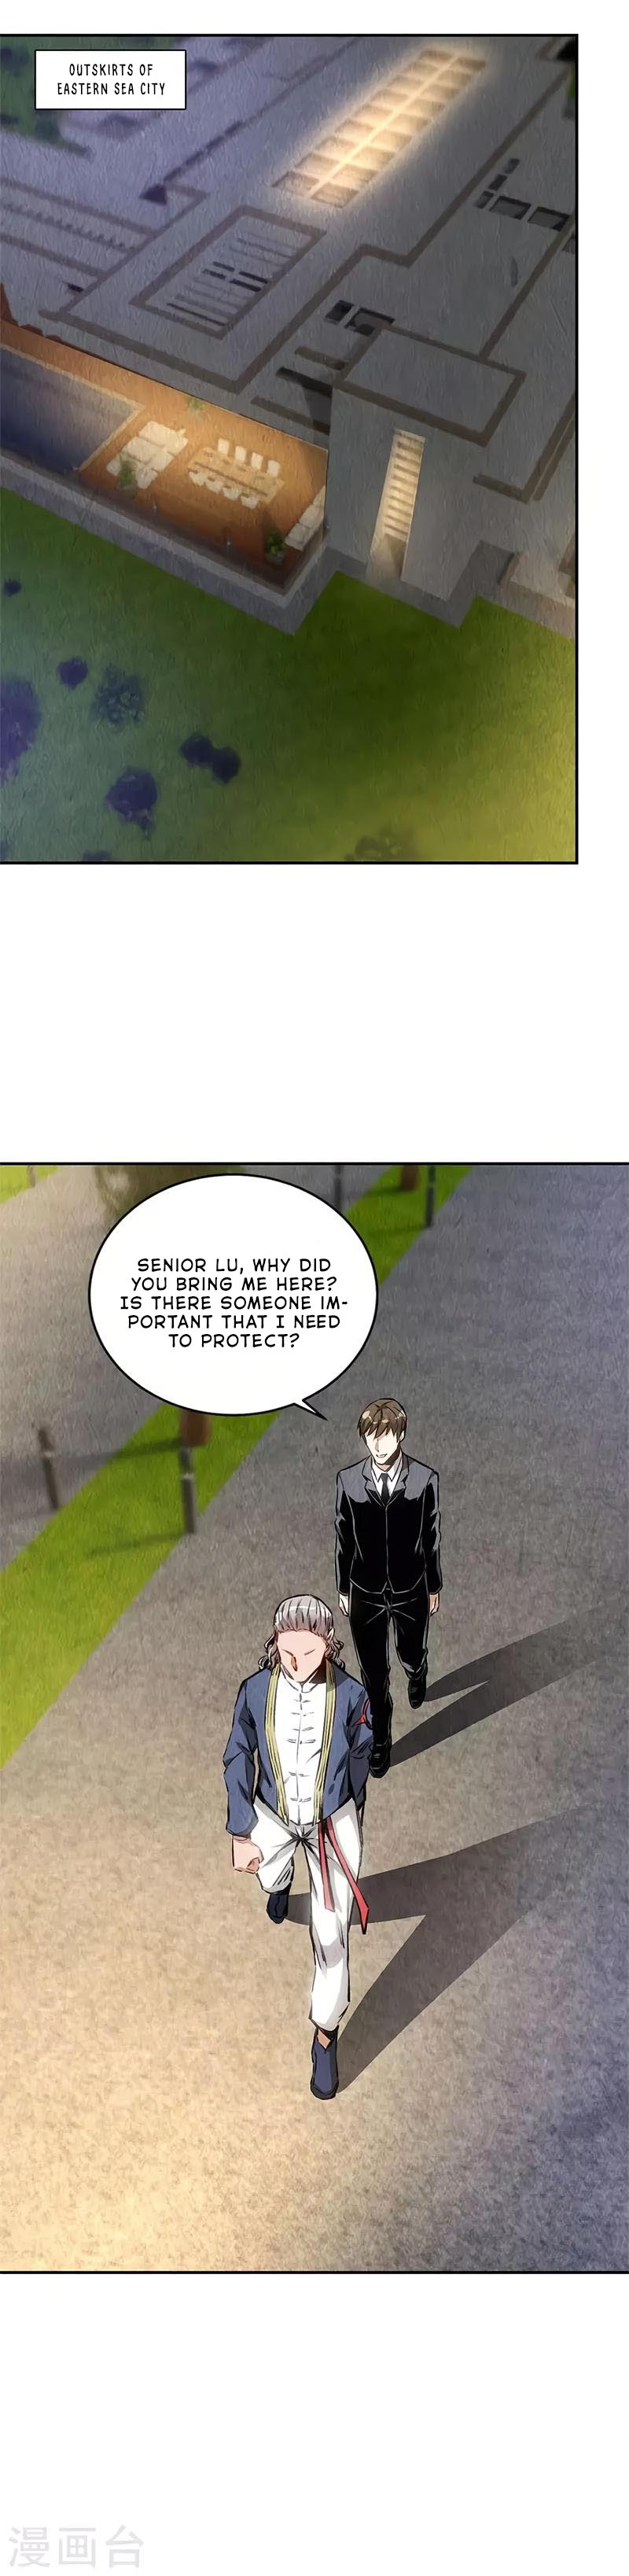 OUTSKIRTS OF
EASTERN SEA CITY
SENIOR LU, WHY DID
YOU BRING ME HERE?
IS THERE SOMEONE IM-
PORTANT THAT I NEED
TO PROTECT?
漫画台